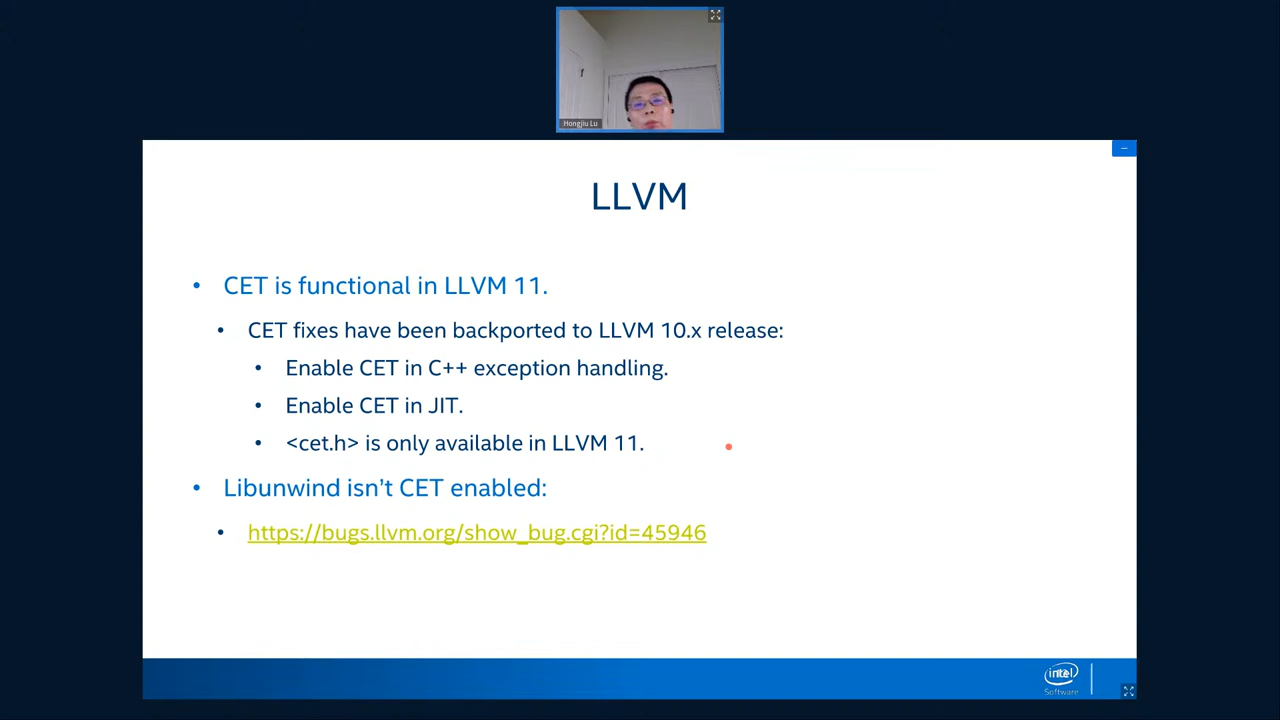 Hongjiu Lu
LLVM
• CET is functional in LLVM 11.
• CET fixes have been backported to LLVM 10.x release:
• Enable CET in C++ exception handling.
• Enable CET in JIT.
• <cet.h> is only available in LLVM 11.
• Libunwind isn’t CET enabled:
• https://bugs.llvm.org/show_bug.cgi?id=45946
intel
Software